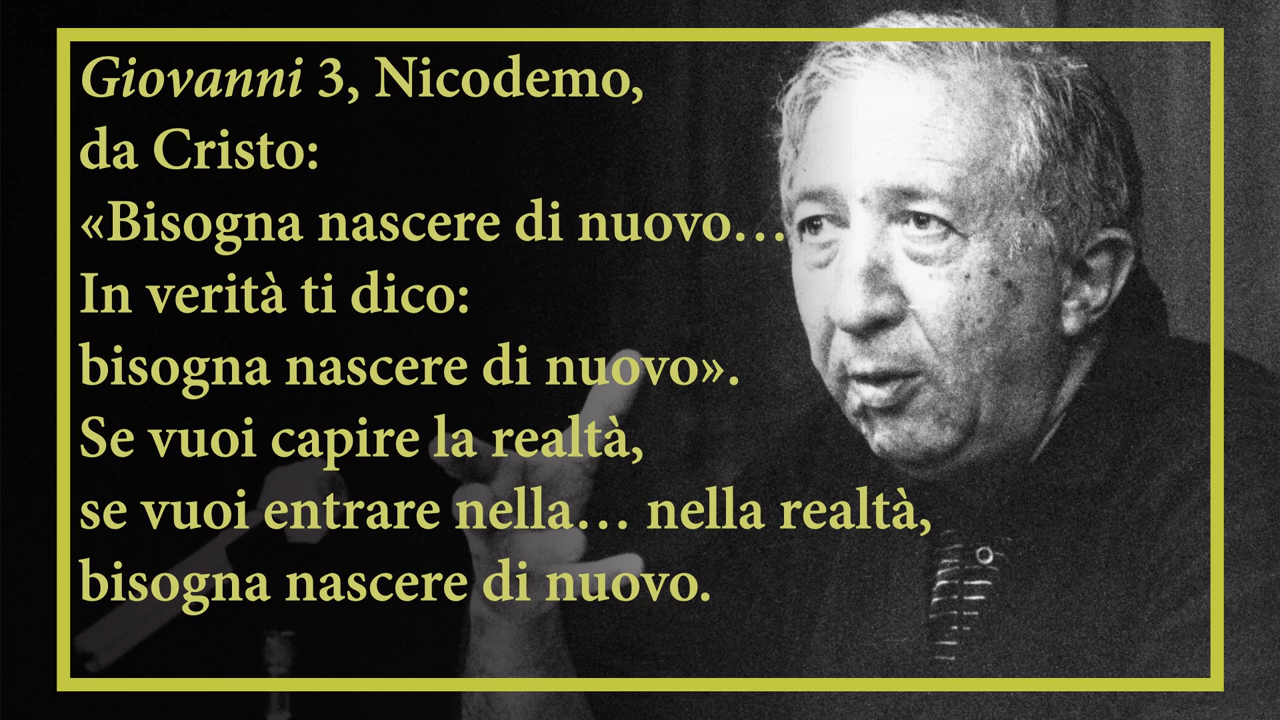 Giovanni 3, Nicodemo,
da Cristo:
«Bisogna nascere di nuovo…
In verità ti dico:
bisogna nascere di nuovo».
Se vuoi capire la realtà,
se vuoi entrare nella… nella realtà,
bisogna nascere di nuovo.